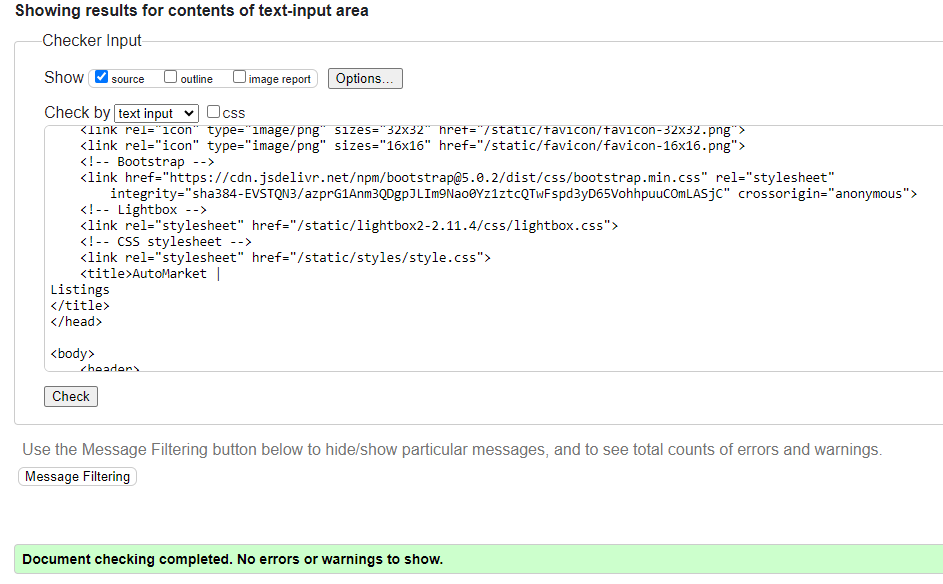 Showing results for contents of text-input area
Checker Input
Show source outline image report Options...
Check by text input css
<link rel="icon" type="image/png" sizes="32x32" href="/static/favicon/favicon-32x32.png">
<link rel="icon" type="image/png" sizes="16x16" href="/static/favicon/favicon-16x16.png">
<!-- Bootstrap -->
<link href="https://cdn.jsdelivr.net/npm/bootstrap@5.0.2/dist/css/bootstrap.min.css" rel="stylesheet"
integrity="sha384-EVSTQN3/azprG1Anm3QDgpJLIm9Nao0Yz1ztcQTwFspd3yD65VohhpuuCOmLASjC" crossorigin="anonymous">
<!-- Lightbox -->
<link rel="stylesheet" href="/static/lightbox2-2.11.4/css/lightbox.css">
<!-- CSS stylesheet -->
<link rel="stylesheet" href="/static/styles/style.css">
<title>AutoMarket |
Listings
</title>
</head>
<body>
<header>
Check
Use the Message Filtering button below to hide/show particular messages, and to see total counts of errors and warnings.
Message Filtering
Document checking completed. No errors or warnings to show.